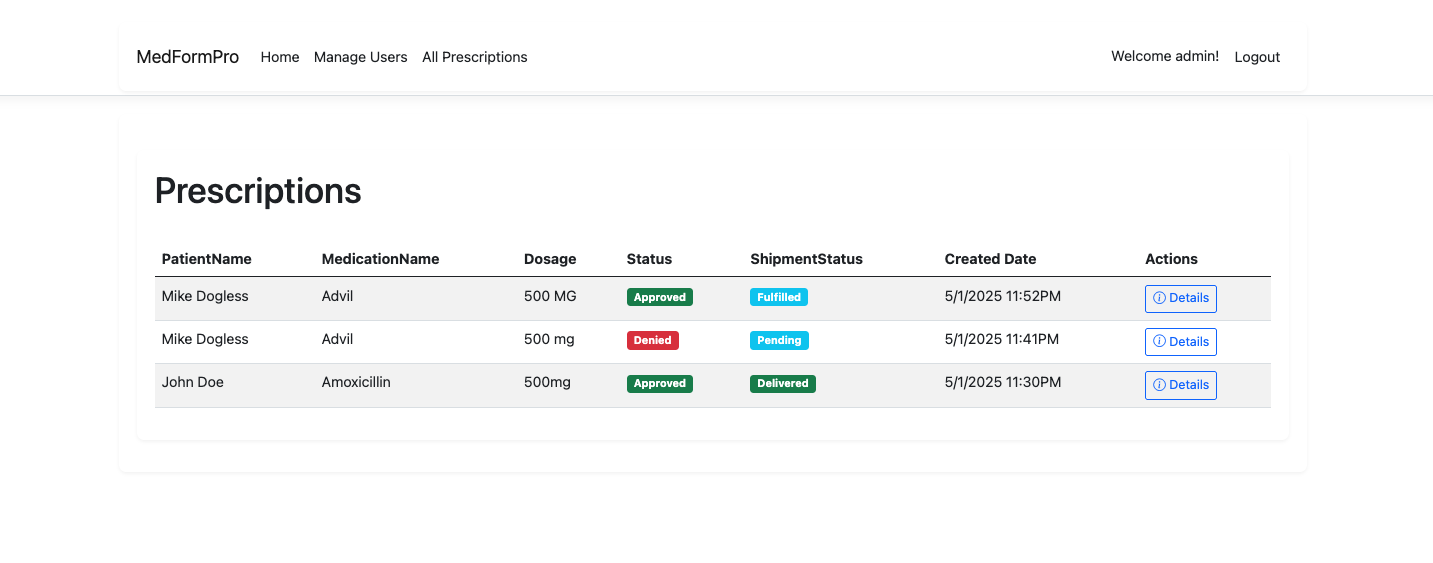 MedFormPro Home Manage Users All Prescriptions Welcome admin! Logout
Prescriptions
PatientName MedicationName Dosage Status ShipmentStatus Created Date Actions
Mike Dogless Advil 500 MG Approved Fulfilled 5/1/2025 11:52PM Details
Mike Dogless Advil 500 mg Denied Pending 5/1/2025 11:41PM Details
John Doe Amoxicillin 500mg Approved Delivered 5/1/2025 11:30PM Details